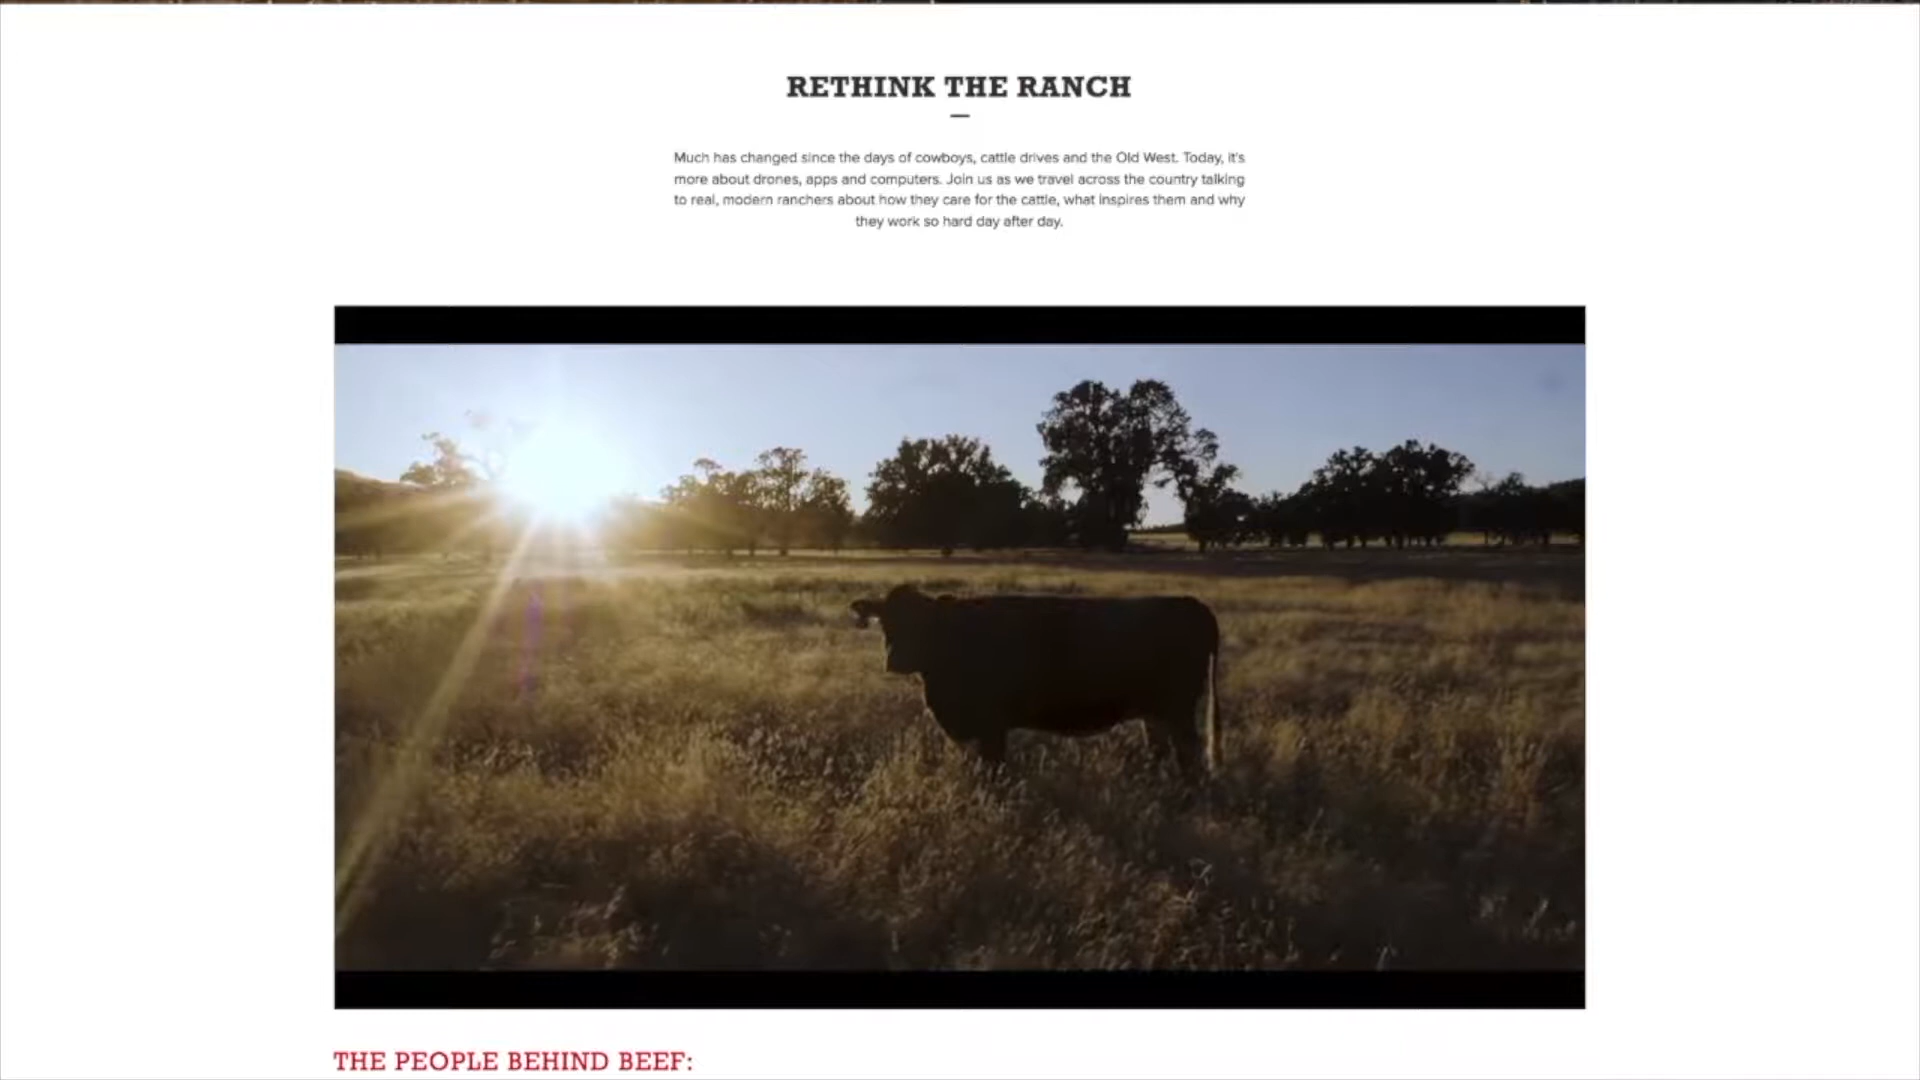 RETHINK THE RANCH
Much has changed since the days of cowboys, cattle drives and the Old West. Today, it's
more about drones, apps and computers. Join us as we travel across the country talking
to real, modern ranchers about how they care for the cattle, what inspires them and why
they work so hard day after day.
THE PEOPLE BEHIND BEEF: